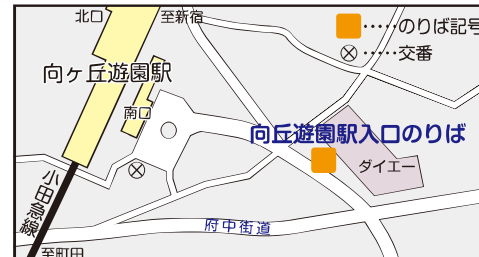 北口
至新宿
……のりば記号
……交番
向ヶ丘遊園駅
南口
向丘遊園駅入口のりば
ダイエー
小田急線
府中街道
至町田